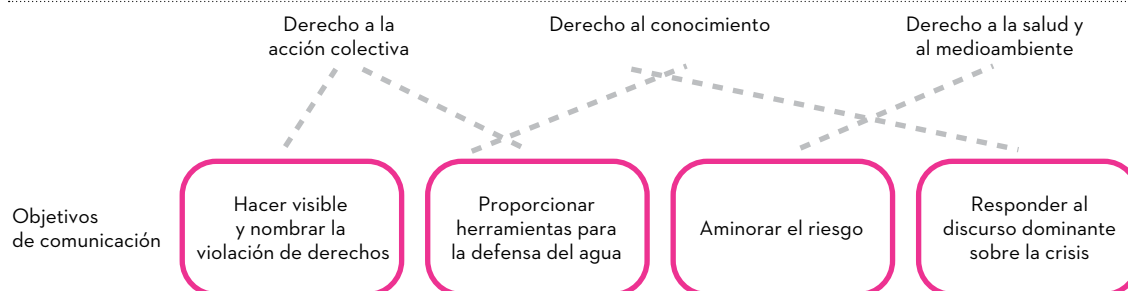 Derecho a la
acción colectiva
Derecho al conocimiento
Derecho a la salud y
al medioambiente
Objetivos
de comunicación
Hacer visible
y nombrar la
violación de derechos
Proporcionar
herramientas para
la defensa del agua
Aminorar el riesgo
Responder al
discurso dominante
sobre la crisis